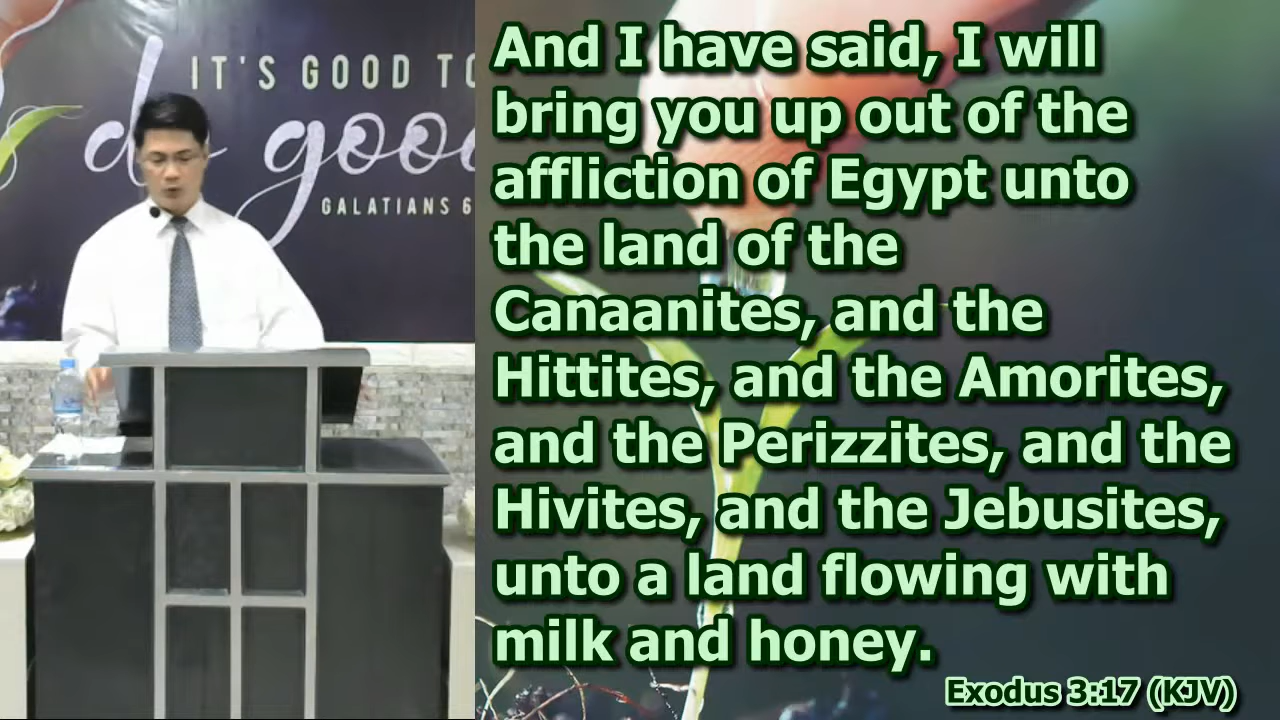 IT'S GOOD TO
do good
GALATIANS 6
And I have said, I will
bring you up out of the
affliction of Egypt unto
the land of the
Canaanites, and the
Hittites, and the Amorites,
and the Perizzites, and the
Hivites, and the Jebusites,
unto a land flowing with
milk and honey.
Exodus 3:17 (KJV)